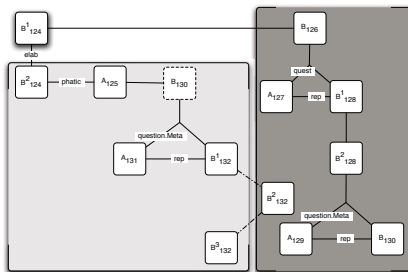 B¹124
B126
elab
B²124
phatic
A125
B130
quest
A127
rep
B¹128
question.Meta
A131
rep
B¹132
B²128
B²132
question.Meta
B³132
A129
rep
B130